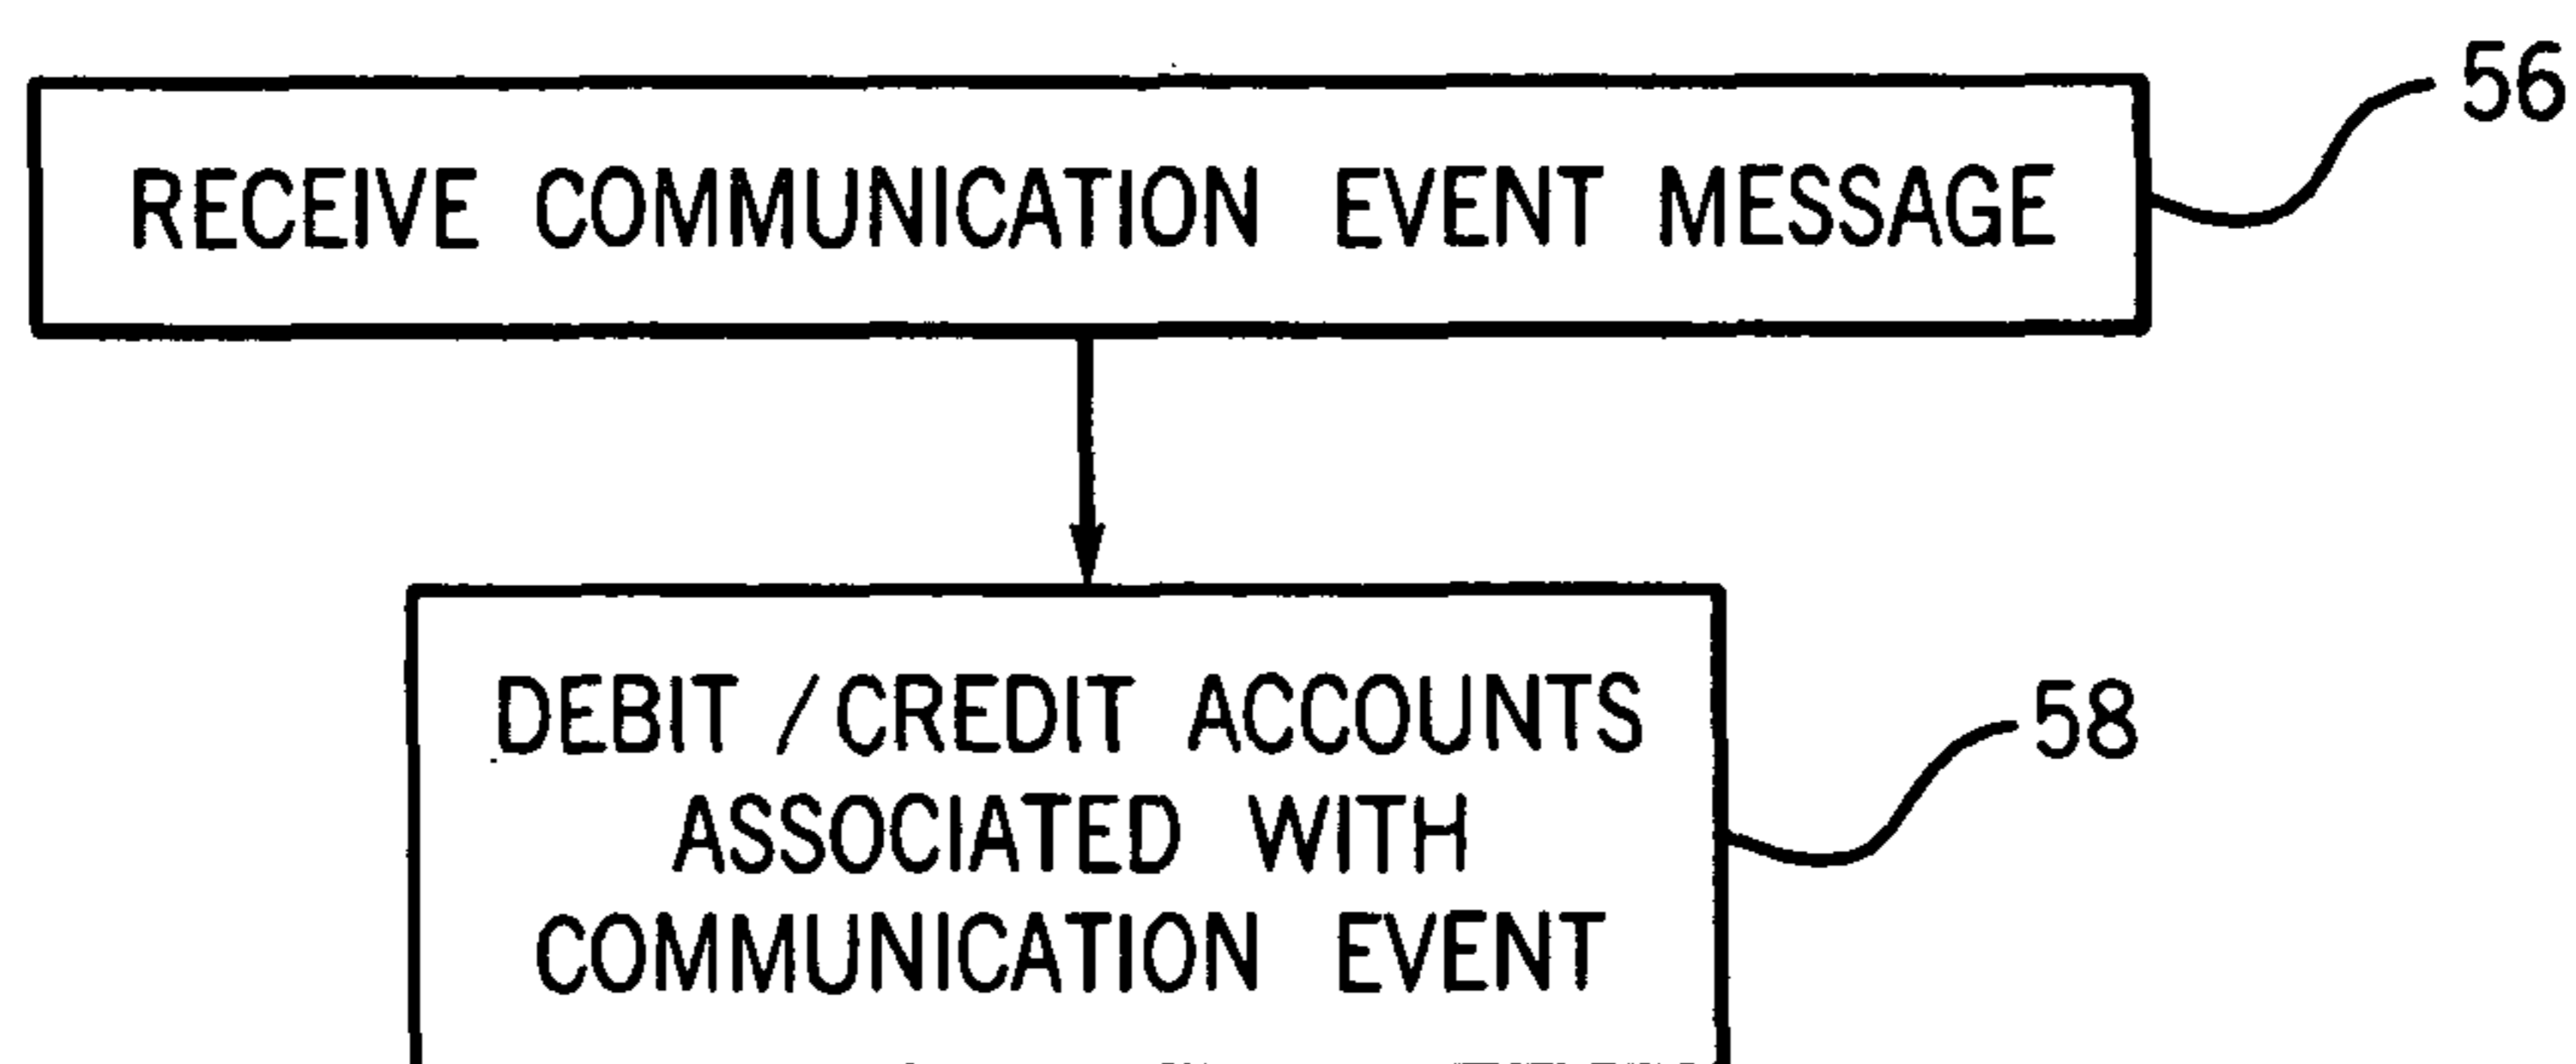 56
RECEIVE COMMUNICATION EVENT MESSAGE
DEBIT / CREDIT ACCOUNTS
58
ASSOCIATED WITH
COMMUNICATION EVENT